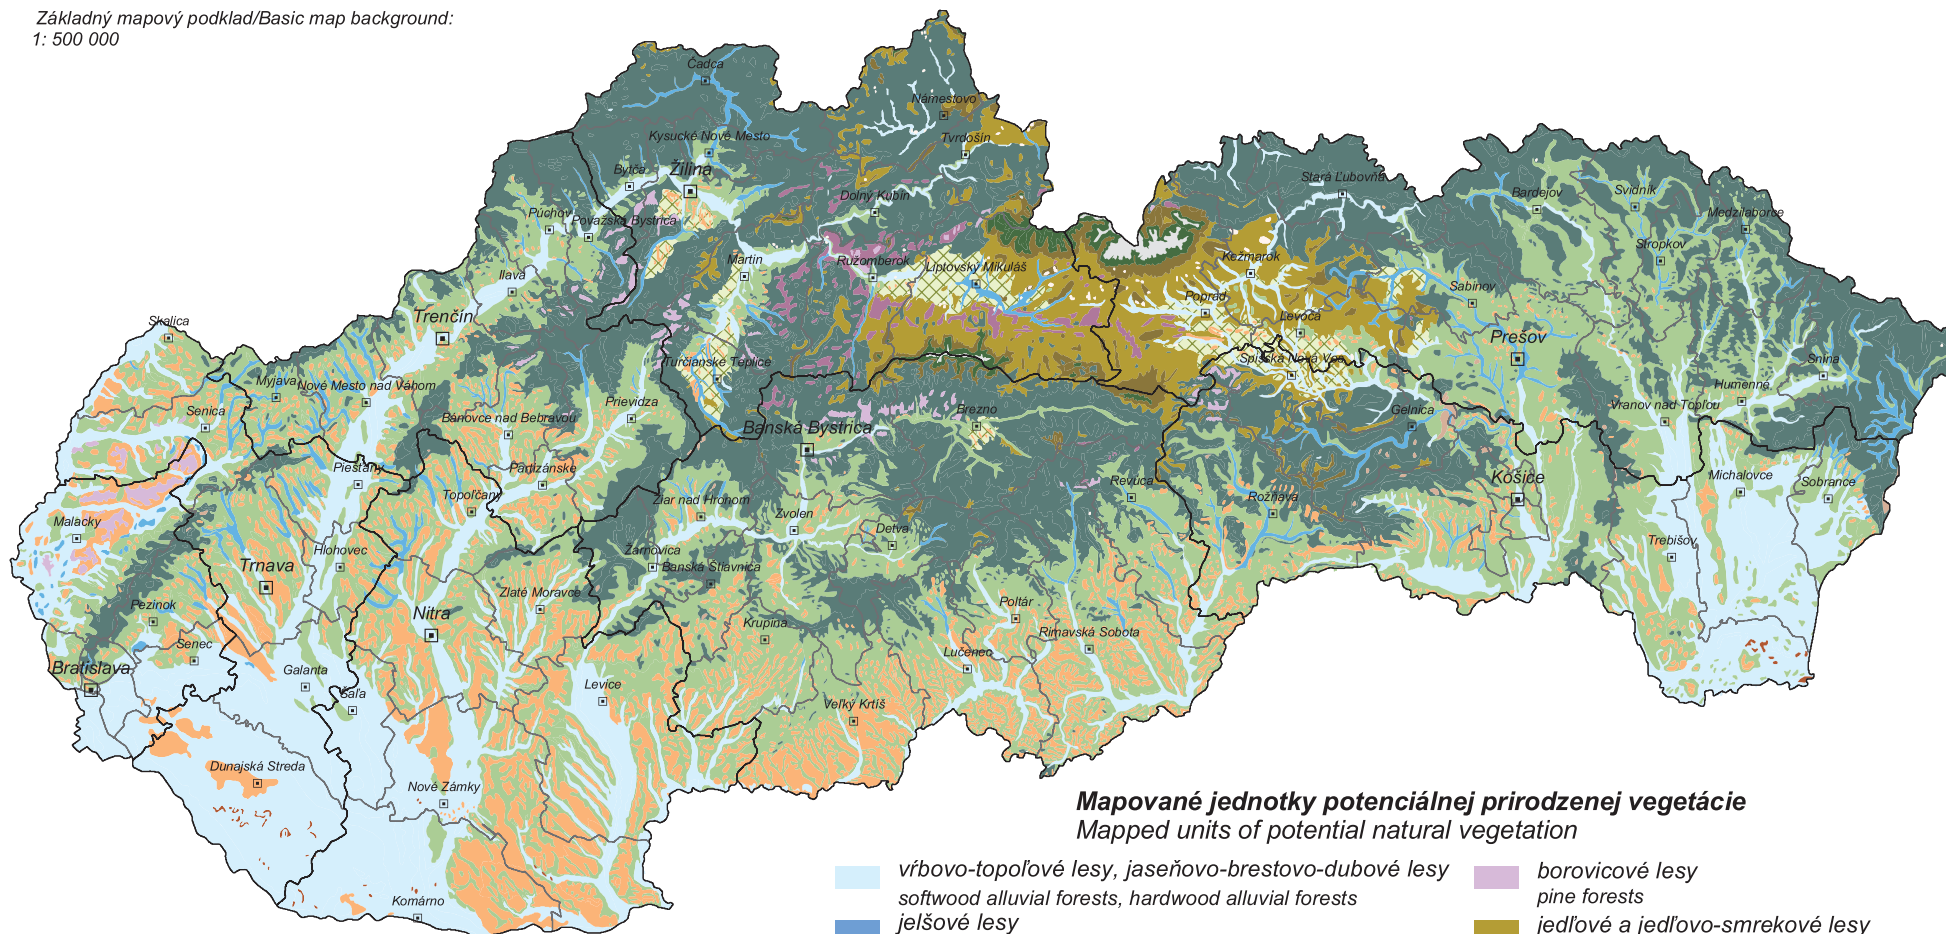 Základný mapový podklad/Basic map background:
1: 500 000
Čadca
Námestovo
Kysucké Nové Mesto
Tvrdošín
Bytča
Žilina
Stará Ľubovňa
Bardejov
Svidník
Dolný Kubín
Medzilaborce
Púchov
Považská Bystrica
Stropkov
Martin
Ružomberok
Liptovský Mikuláš
Kežmarok
Ilava
Sabinov
Poprad
Trenčín
Levoča
Skalica
Prešov
Turčianske Teplice
Spišská Nová Ves
Snina
Myjava
Nové Mesto nad Váhom
Humenné
Senica
Bánovce nad Bebravou
Prievidza
Brezno
Gelnica
Vranov nad Topľou
Banská Bystrica
Piešťany
Partizánske
Košice
Michalovce
Revúca
Sobrance
Topoľčany
Žiar nad Hronom
Rožňava
Malacky
Zvolen
Detva
Hlohovec
Žarnovica
Trebišov
Trnava
Banská Štiavnica
Pezinok
Zlaté Moravce
Poltár
Nitra
Krupina
Rimavská Sobota
Senec
Lučenec
Bratislava
Galanta
Šaľa
Levice
Veľký Krtíš
Dunajská Streda
Nové Zámky
Komárno
Mapované jednotky potenciálnej prirodzenej vegetácie
Mapped units of potential natural vegetation
vŕbovo-topoľové lesy, jaseňovo-brestovo-dubové lesy
softwood alluvial forests, hardwood alluvial forests
jelšové lesy
borovicové lesy
pine forests
jedľové a jedľovo-smrekové lesy